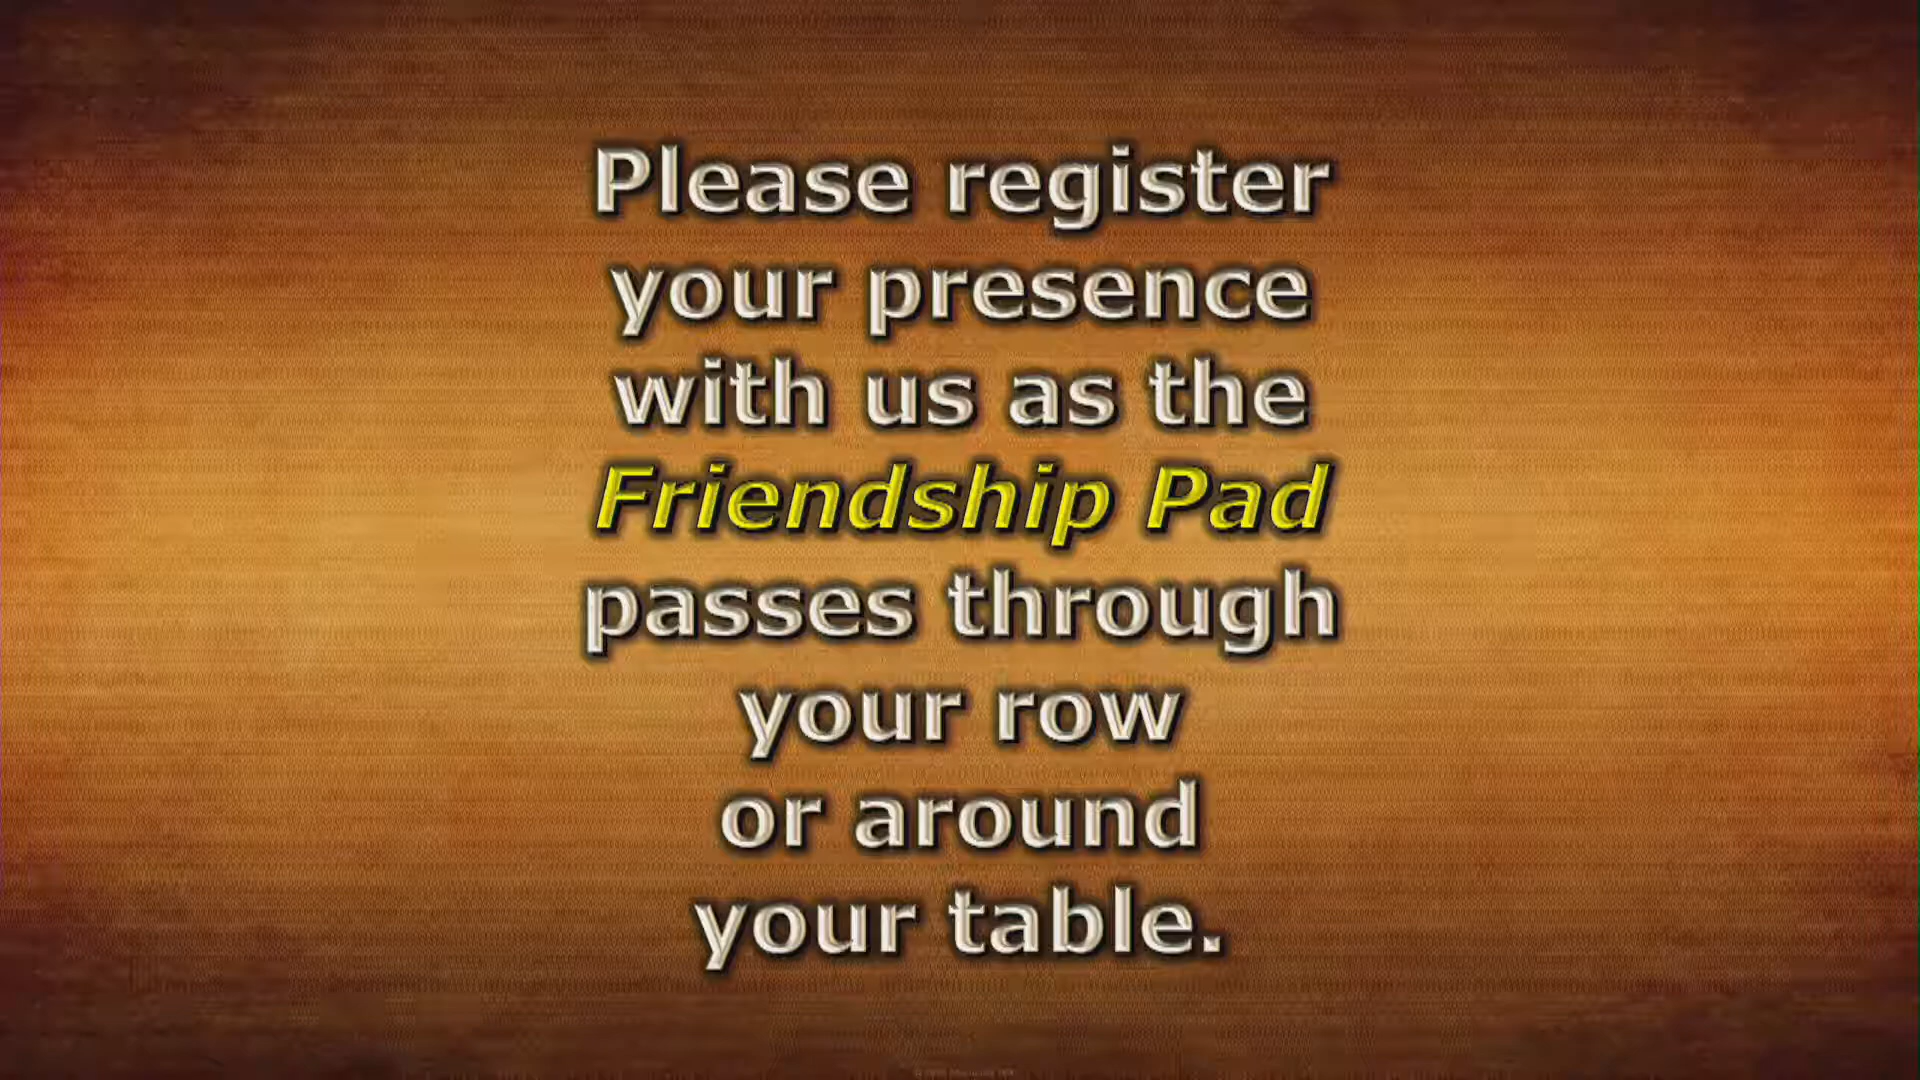 Please register
your presence
with us as the
Friendship Pad
passes through
your row
or around
your table.